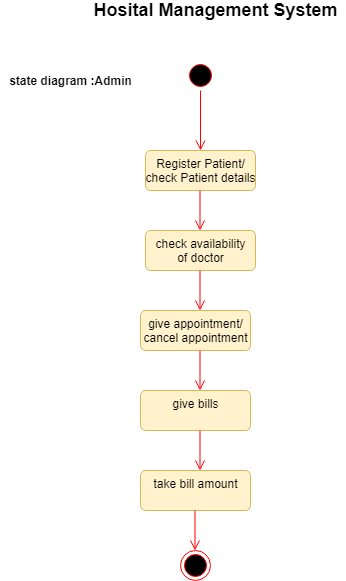 Hosital Management System
state diagram :Admin
Register Patient/
check Patient details
check availability
of doctor
give appointment/
cancel appointment
give bills
take bill amount